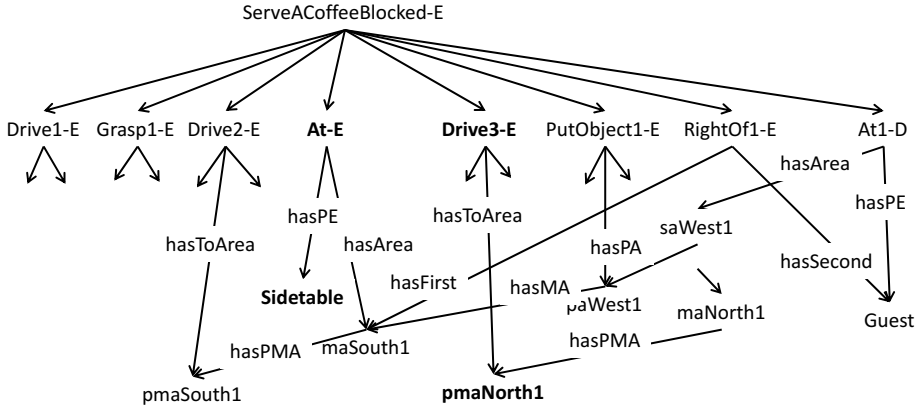 ServeACoffeeBlocked-E
Drive1-E Grasp1-E Drive2-E At-E Drive3-E PutObject1-E RightOf1-E At1-D
hasArea
hasPE hasToArea hasPE
hasToArea hasArea hasPA saWest1
hasFirst hasMA hasSecond
Sidetable paWest1 maNorth1
Guest
hasPMA maSouth1 hasPMA
pmaSouth1 pmaNorth1